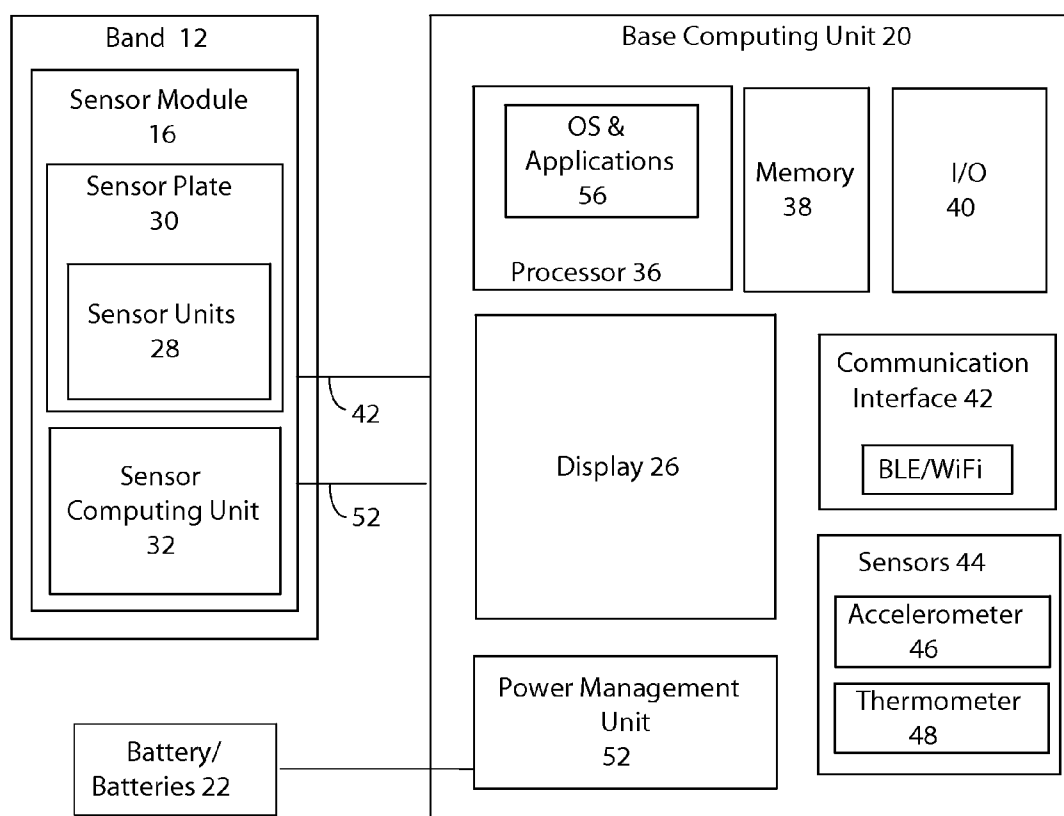 Band 12
Sensor Module
16
Sensor Plate
30
Sensor Units
28
Sensor
Computing Unit
32
42
52
Battery/
Batteries 22
Base Computing Unit 20
OS &
Applications
56
Processor 36
Memory
38
I/O
40
Display 26
Communication
Interface 42
BLE/WiFi
Sensors 44
Accelerometer
46
Thermometer
48
Power Management
Unit
52